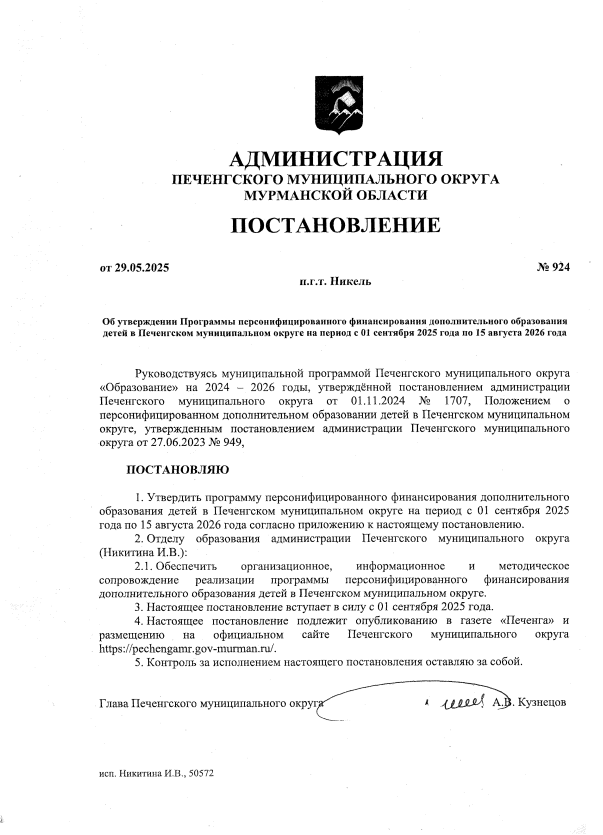 АДМИНИСТРАЦИЯ
ПЕЧЕНГСКОГО МУНИЦИПАЛЬНОГО ОКРУГА
МУРМАНСКОЙ ОБЛАСТИ
ПОСТАНОВЛЕНИЕ
от 29.05.2025 № 924
п.г.т. Никель
Об утверждении Программы персонифицированного финансирования дополнительного образования
детей в Печенгском муниципальном округе на период с 01 сентября 2025 года по 15 августа 2026 года
Руководствуясь муниципальной программой Печенгского муниципального округа
«Образование» на 2024 – 2026 годы, утверждённой постановлением администрации
Печенгского муниципального округа от 01.11.2024 № 1707, Положением о
персонифицированном дополнительном образовании детей в Печенгском муниципальном
округе, утвержденным постановлением администрации Печенгского муниципального
округа от 27.06.2023 № 949,
ПОСТАНОВЛЯЮ
1. Утвердить программу персонифицированного финансирования дополнительного
образования детей в Печенгском муниципальном округе на период с 01 сентября 2025
года по 15 августа 2026 года согласно приложению к настоящему постановлению.
2. Отделу образования администрации Печенгского муниципального округа
(Никитина И.В.):
2.1. Обеспечить организационное, информационное и методическое
сопровождение реализации программы персонифицированного финансирования
дополнительного образования детей в Печенгском муниципальном округе.
3. Настоящее постановление вступает в силу с 01 сентября 2025 года.
4. Настоящее постановление подлежит опубликованию в газете «Печенга» и
размещению на официальном сайте Печенгского муниципального округа
https://pechengamr.gov-murman.ru/.
5. Контроль за исполнением настоящего постановления оставляю за собой.
Глава Печенгского муниципального округа А.В. Кузнецов
исп. Никитина И.В., 50572